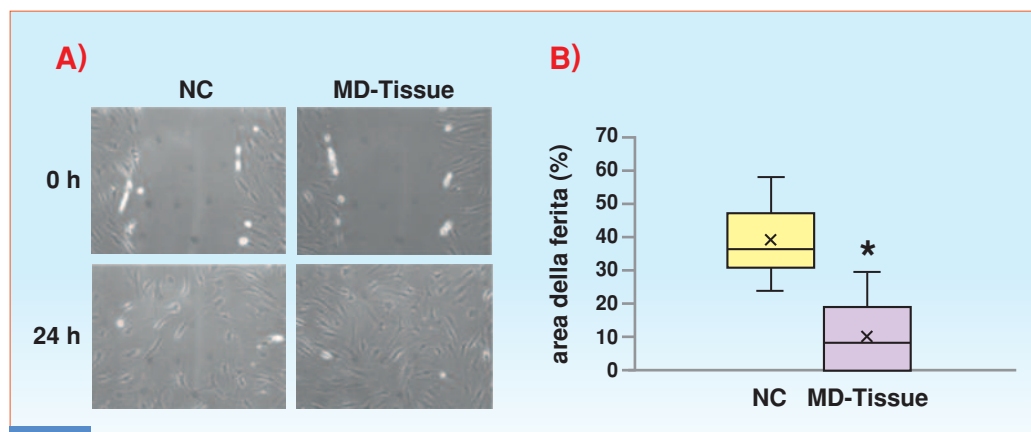 A)
NC MD-Tissue
0 h
24 h
B)
area della ferita (%)
70
60
50
40
30
20
10
0
*
NC MD-Tissue